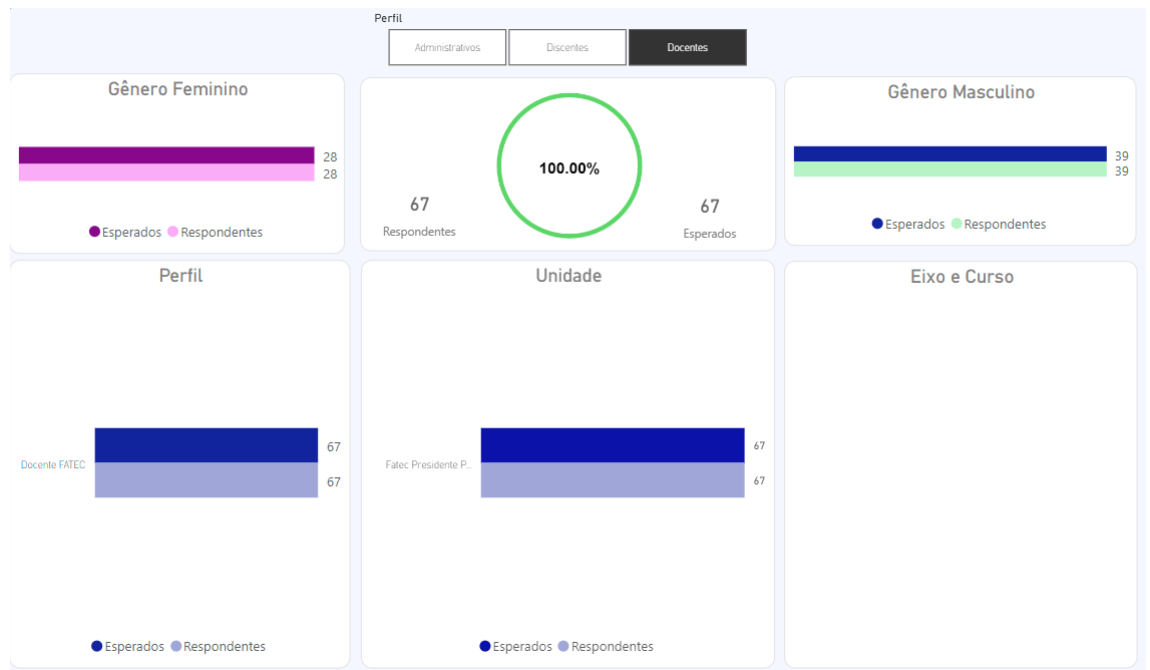 Perfil
Administrativos
Discentes
Docentes
Gênero Feminino
28
28
Esperados Respondentes
100.00%
67
Respondentes
67
Esperados
Gênero Masculino
39
39
Esperados Respondentes
Perfil
Docente FATEC
67
67
Esperados Respondentes
Unidade
Fatec Presidente P...
67
67
Esperados Respondentes
Eixo e Curso